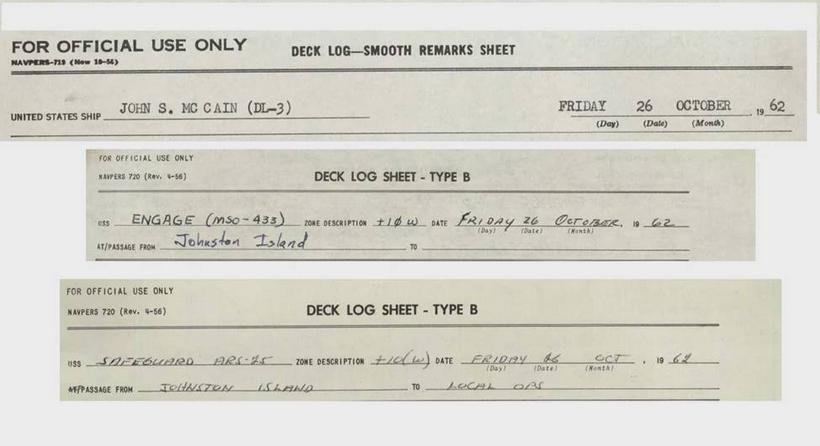 FOR OFFICIAL USE ONLY
NAVPERS-719 (New 10-56)
DECK LOG—SMOOTH REMARKS SHEET
UNITED STATES SHIP JOHN S. MC CAIN (DL-3) FRIDAY 26 OCTOBER 19 62
(Day) (Date) (Month)
FOR OFFICIAL USE ONLY
NAVPERS 720 (Rev. 4-56) DECK LOG SHEET - TYPE B
USS ENGAGE (MSO-433) ZONE DESCRIPTION +1Ø W DATE FRIDAY 26 OCTOBER, 19 62
(Day) (Date) (Month)
AT/PASSAGE FROM Johnston Island TO
FOR OFFICIAL USE ONLY
NAVPERS 720 (Rev. 4-56) DECK LOG SHEET - TYPE B
USS SAFEGUARD ARS-25 ZONE DESCRIPTION +10(W) DATE FRIDAY 26 OCT . 19 62
(Day) (Date) (Month)
AT/PASSAGE FROM JOHNSTON ISLAND TO LOCAL OPS